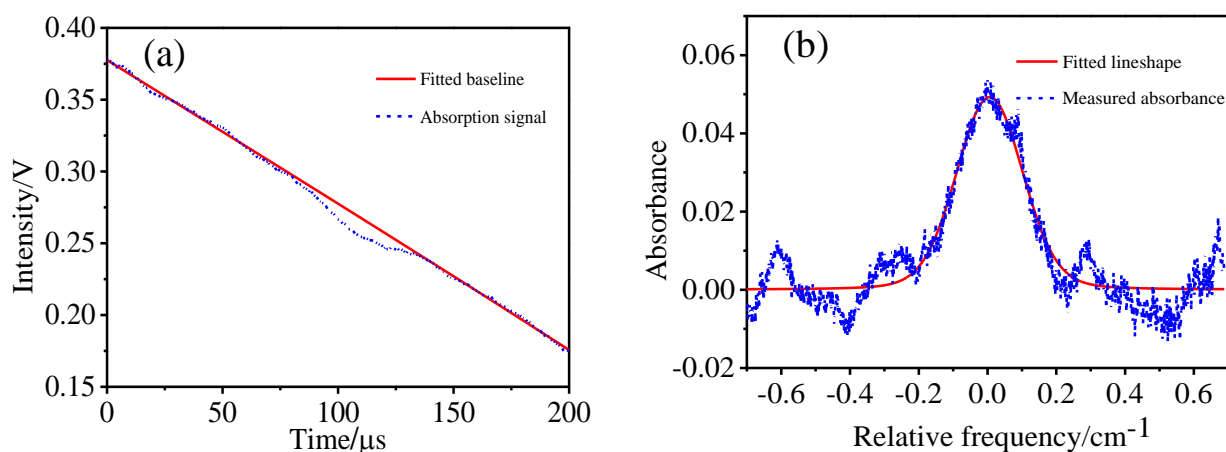 (a)
Fitted baseline
Absorption signal
Intensity/V
0.40
0.35
0.30
0.25
0.20
0.15
0
50
100
150
200
Time/μs
(b)
Fitted lineshape
Measured absorbance
Absorbance
0.06
0.04
0.02
0.00
-0.02
-0.6
-0.4
-0.2
0.0
0.2
0.4
0.6
Relative frequency/cm⁻¹